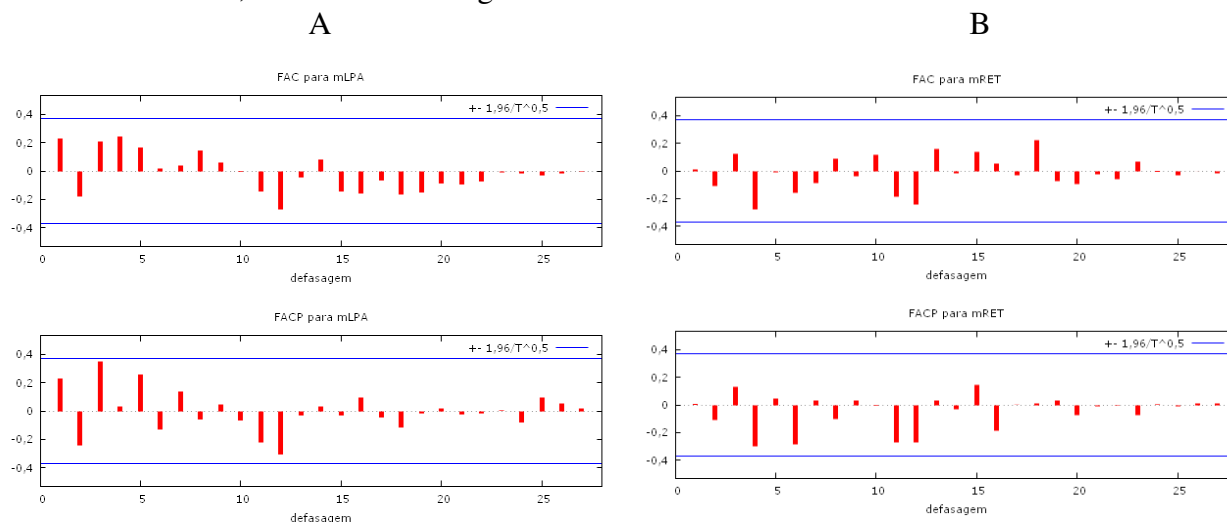 A
B
FAC para mLPA
+- 1,96/T^0,5
0,4
0,2
0
-0,2
-0,4
0 5 10 15 20 25
defasagem
FACP para mLPA
+- 1,96/T^0,5
0,4
0,2
0
-0,2
-0,4
0 5 10 15 20 25
defasagem
FAC para mRET
+- 1,96/T^0,5
0,4
0,2
0
-0,2
-0,4
0 5 10 15 20 25
defasagem
FACP para mRET
+- 1,96/T^0,5
0,4
0,2
0
-0,2
-0,4
0 5 10 15 20 25
defasagem